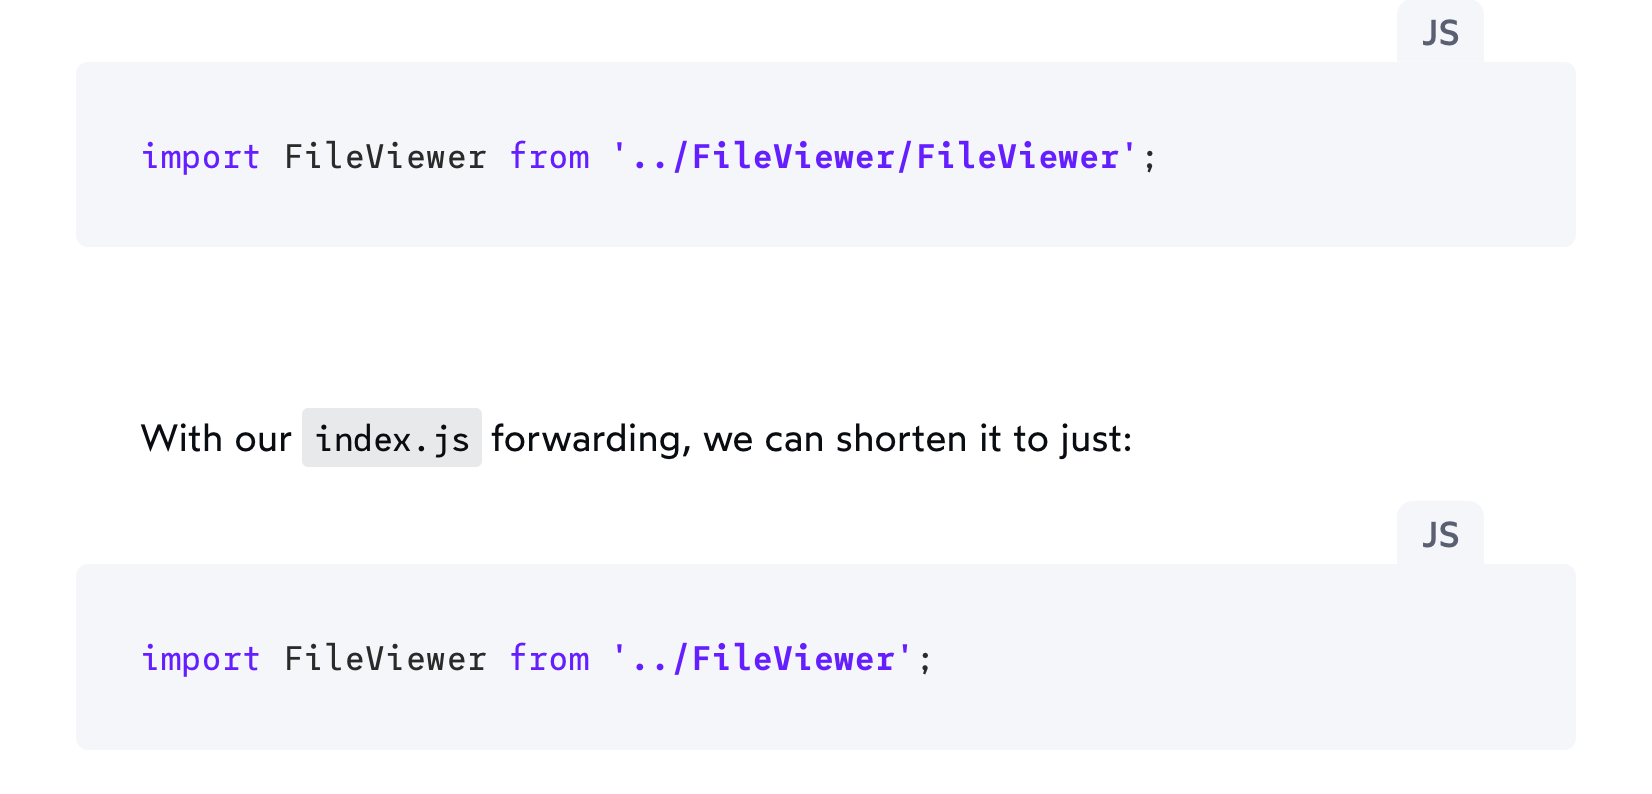 JS
import FileViewer from '../FileViewer/FileViewer';
With our index.js forwarding, we can shorten it to just:
JS
import FileViewer from '../FileViewer';